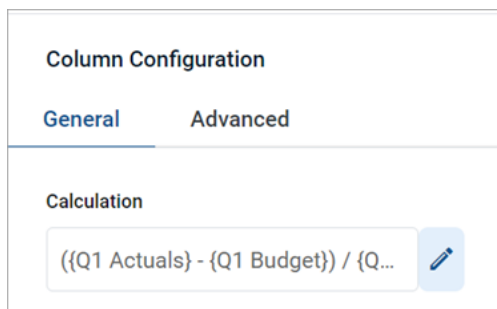 Column Configuration
General Advanced
Calculation
({Q1 Actuals} - {Q1 Budget}) / {Q...